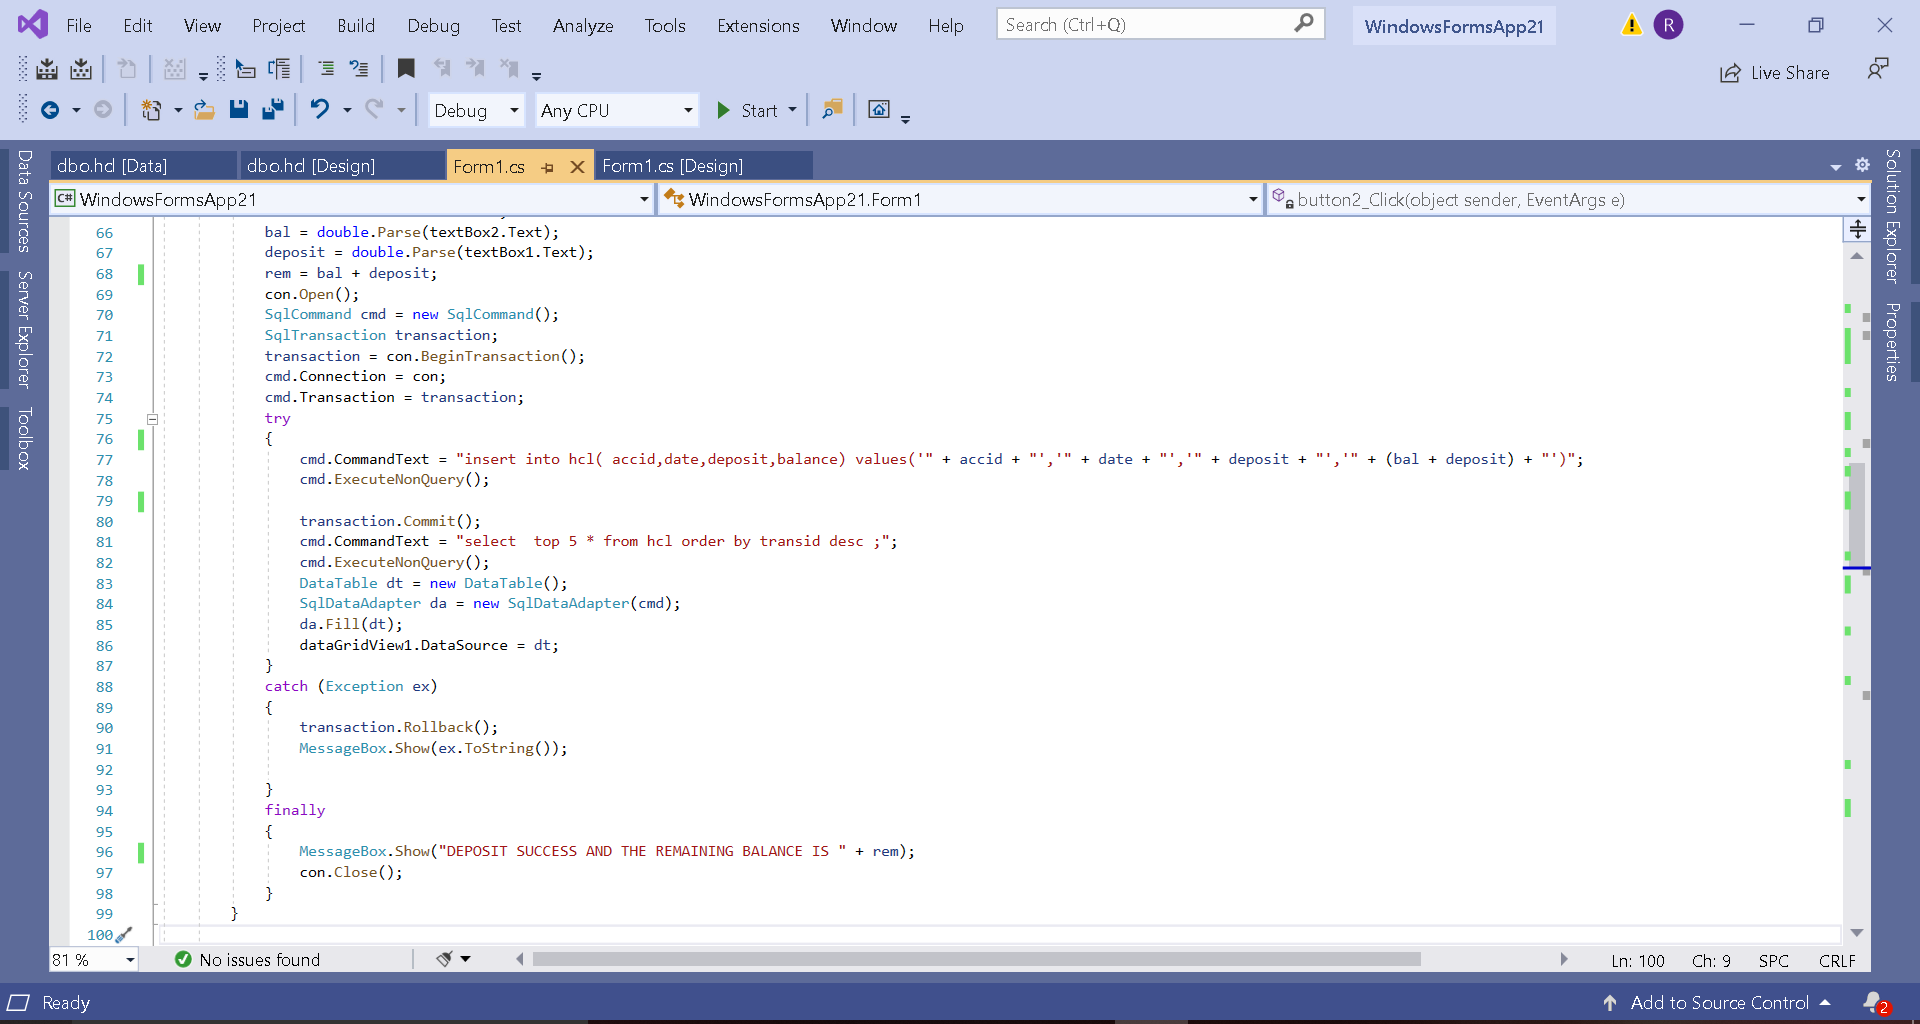 File Edit View Project Build Debug Test Analyze Tools Extensions Window Help Search (Ctrl+Q) WindowsFormsApp21 R
Live Share
Debug Any CPU Start
dbo.hcl [Data] dbo.hcl [Design] Form1.cs Form1.cs [Design]
C# WindowsFormsApp21 WindowsFormsApp21.Form1 button2_Click(object sender, EventArgs e)
Data Sources
Server Explorer
Toolbox
Solution Explorer
Properties
66 bal = double.Parse(textBox2.Text);
67 deposit = double.Parse(textBox1.Text);
68 rem = bal + deposit;
69 con.Open();
70 SqlCommand cmd = new SqlCommand();
71 SqlTransaction transaction;
72 transaction = con.BeginTransaction();
73 cmd.Connection = con;
74 cmd.Transaction = transaction;
75 try
76 {
77 cmd.CommandText = "insert into hcl( accid,date,deposit,balance) values('" + accid + "','" + date + "','" + deposit + "','" + (bal + deposit) + "')";
78 cmd.ExecuteNonQuery();
79
80 transaction.Commit();
81 cmd.CommandText = "select  top 5 * from hcl order by transid desc ;";
82 cmd.ExecuteNonQuery();
83 DataTable dt = new DataTable();
84 SqlDataAdapter da = new SqlDataAdapter(cmd);
85 da.Fill(dt);
86 dataGridView1.DataSource = dt;
87 }
88 catch (Exception ex)
89 {
90 transaction.Rollback();
91 MessageBox.Show(ex.ToString());
92
93 }
94 finally
95 {
96 MessageBox.Show("DEPOSIT SUCCESS AND THE REMAINING BALANCE IS " + rem);
97 con.Close();
98 }
99 }
100
81 % No issues found Ln: 100 Ch: 9 SPC CRLF
Ready Add to Source Control 2